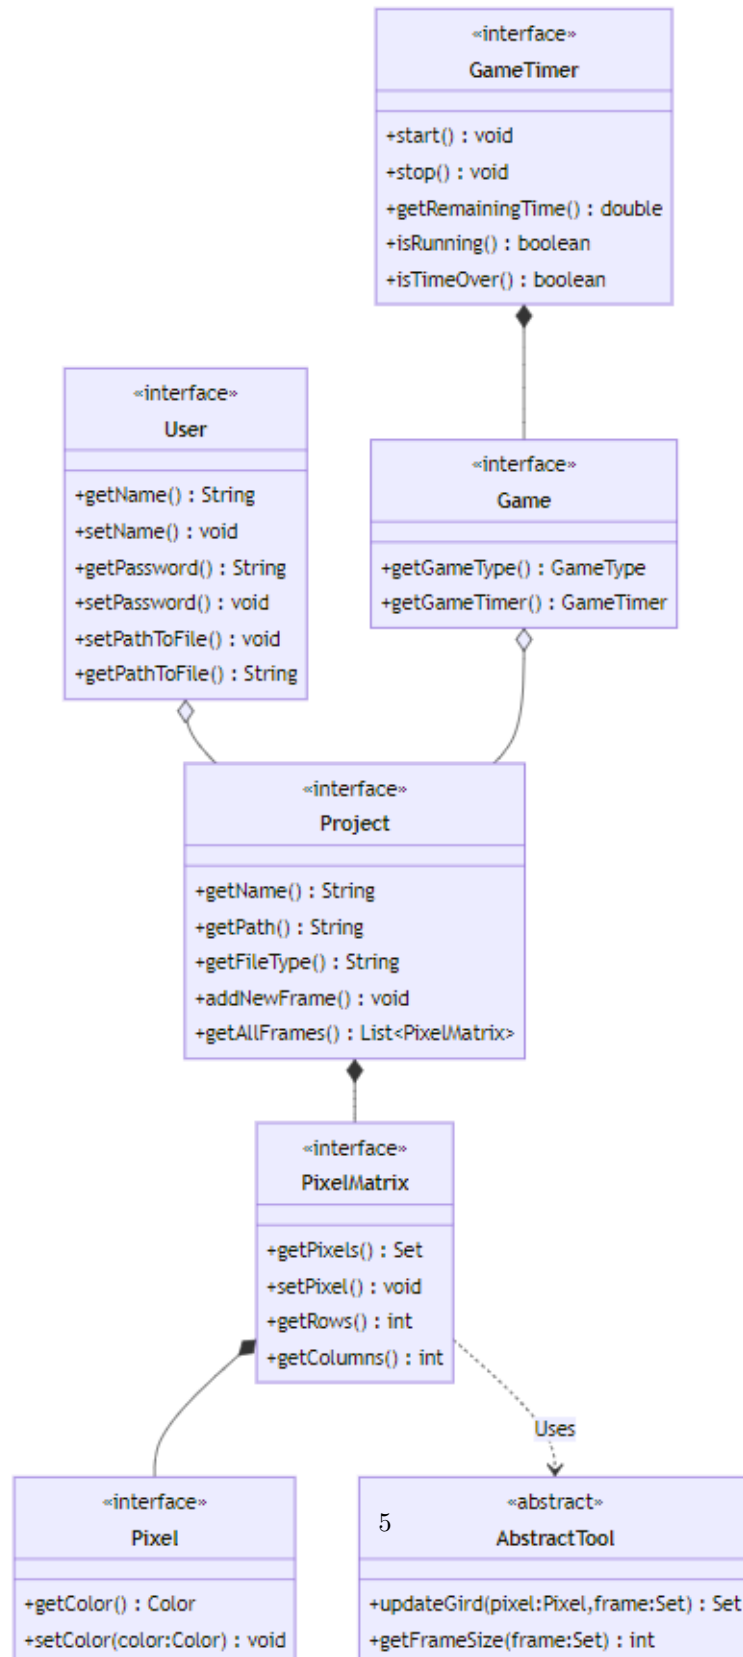 «interface»
GameTimer
+start() : void
+stop() : void
+getRemainingTime() : double
+isRunning() : boolean
+isTimeOver() : boolean
«interface»
User
+getName() : String
+setName() : void
+getPassword() : String
+setPassword() : void
+setPathToFile() : void
+getPathToFile() : String
«interface»
Game
+getGameType() : GameType
+getGameTimer() : GameTimer
«interface»
Project
+getName() : String
+getPath() : String
+getFileType() : String
+addNewFrame() : void
+getAllFrames() : List<PixelMatrix>
«interface»
PixelMatrix
+getPixels() : Set
+setPixel() : void
+getRows() : int
+getColumns() : int
Uses
«interface»
Pixel
+getColor() : Color
+setColor(color:Color) : void
«abstract»
AbstractTool
+updateGird(pixel:Pixel,frame:Set) : Set
+getFrameSize(frame:Set) : int
5